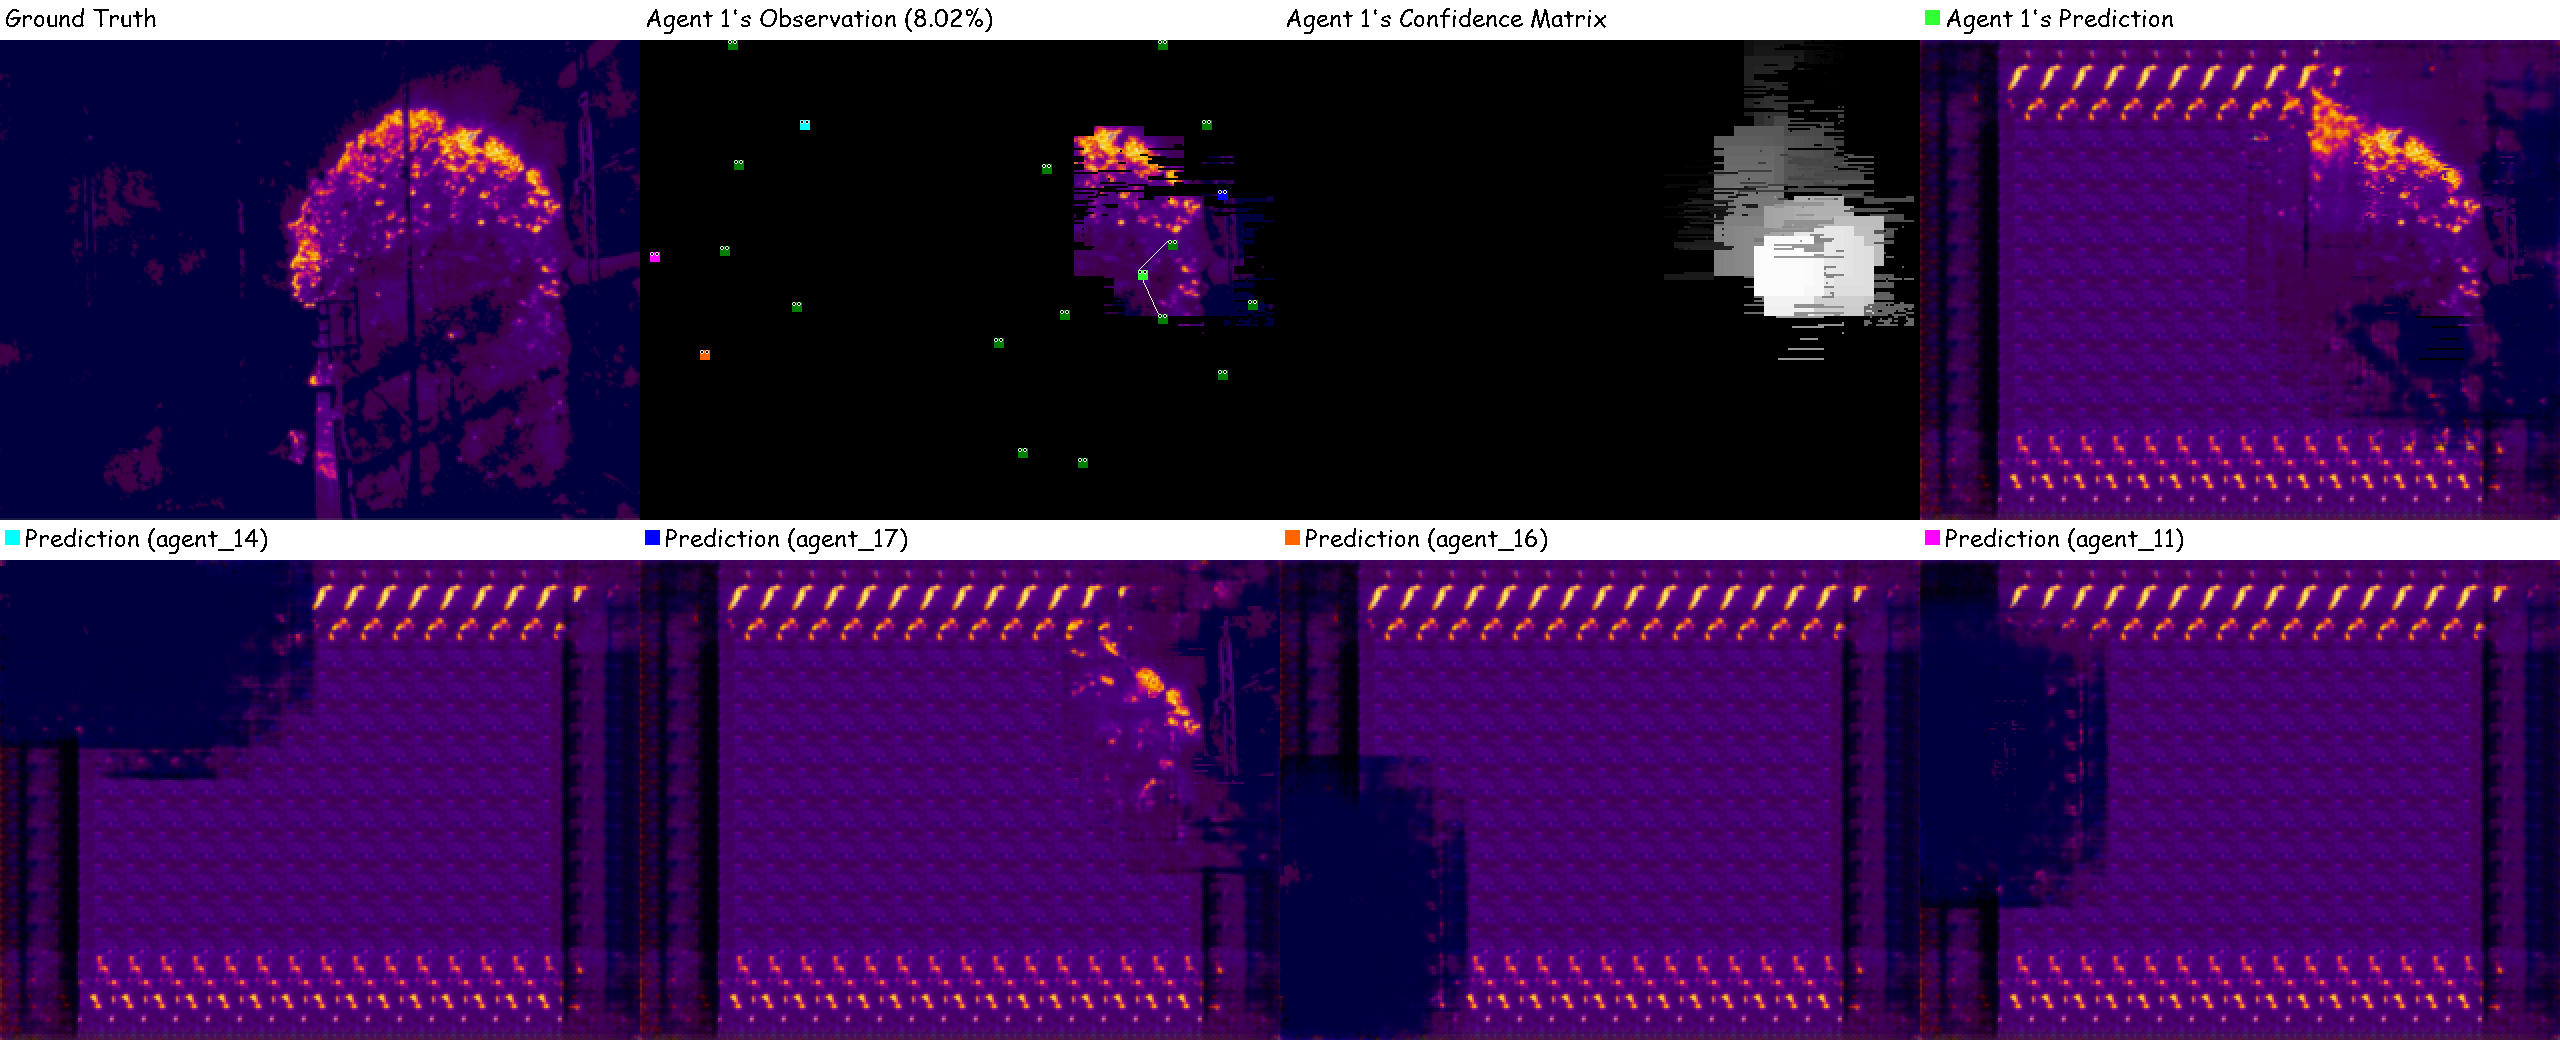 Ground Truth
Agent 1's Observation (8.02%)
Agent 1's Confidence Matrix
Agent 1's Prediction
Prediction (agent_14)
Prediction (agent_17)
Prediction (agent_16)
Prediction (agent_11)